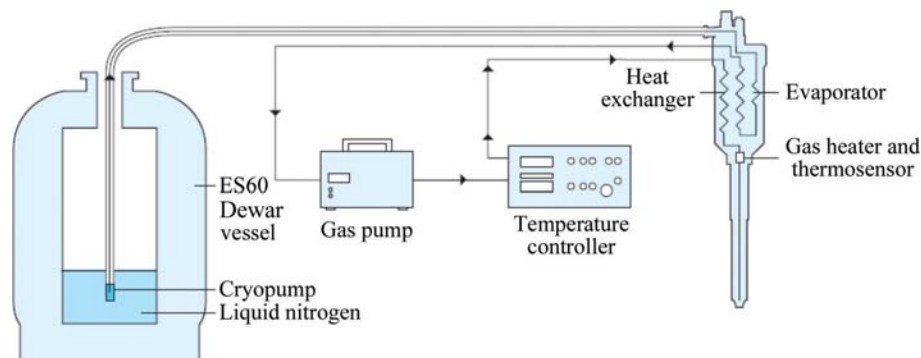 Heat
exchanger
Evaporator
Gas heater and
thermosensor
ES60
Dewar
vessel
Gas pump
Temperature
controller
Cryopump
Liquid nitrogen